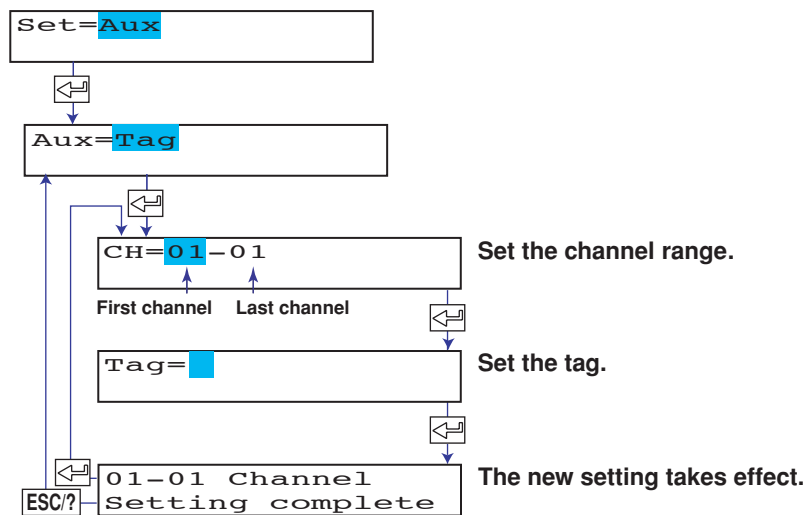 Set=Aux
Aux=Tag
CH=01-01
Set the channel range.
First channel Last channel
Tag=
Set the tag.
01-01 Channel
Setting complete
The new setting takes effect.
ESC/?